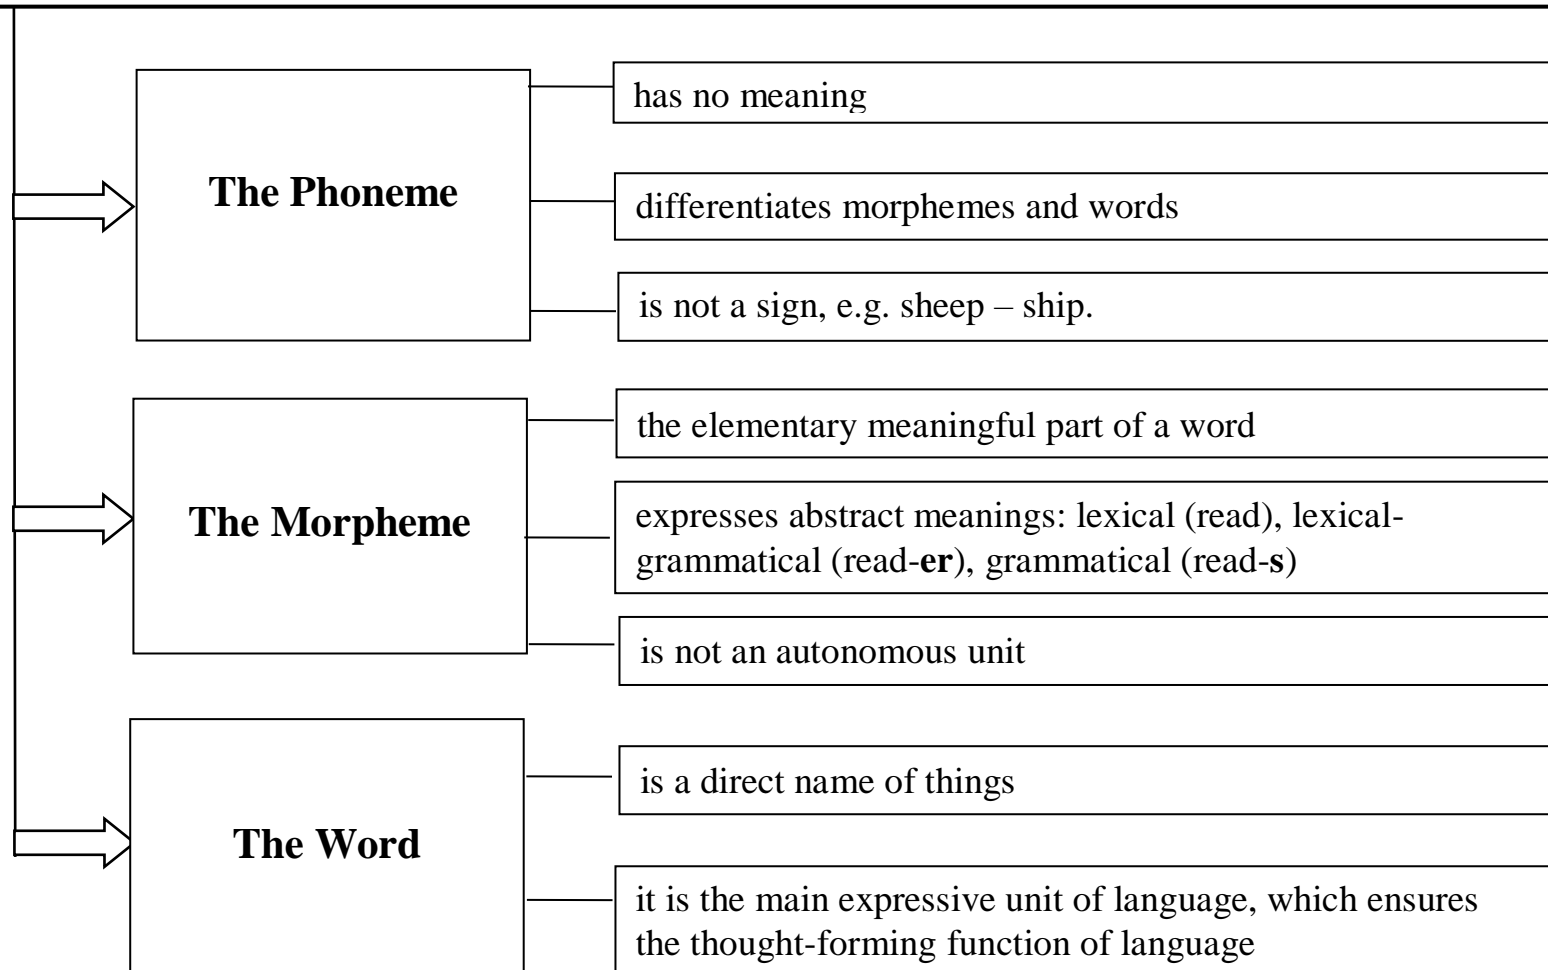 The Phoneme
has no meaning
differentiates morphemes and words
is not a sign, e.g. sheep – ship.
The Morpheme
the elementary meaningful part of a word
expresses abstract meanings: lexical (read), lexical-
grammatical (read-er), grammatical (read-s)
is not an autonomous unit
The Word
is a direct name of things
it is the main expressive unit of language, which ensures
the thought-forming function of language